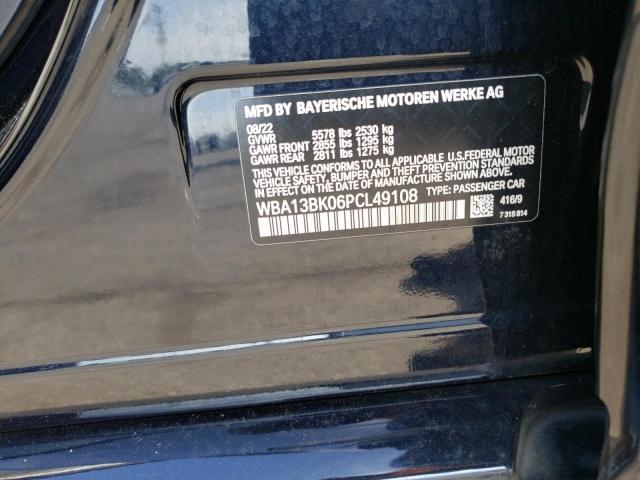 MFD BY BAYERISCHE MOTOREN WERKE AG
08/22
GVWR 5578 lbs 2530 kg
GAWR FRONT 2855 lbs 1295 kg
GAWR REAR 2811 lbs 1275 kg
THIS VEHICLE CONFORMS TO ALL APPLICABLE U.S.FEDERAL MOTOR
VEHICLE SAFETY, BUMPER, AND THEFT PREVENTION STANDARDS
IN EFFECT ON THE DATE OF MANUFACTURE SHOWN ABOVE.
WBA13BK06PCL49108 TYPE: PASSENGER CAR
416/9
7 315 814